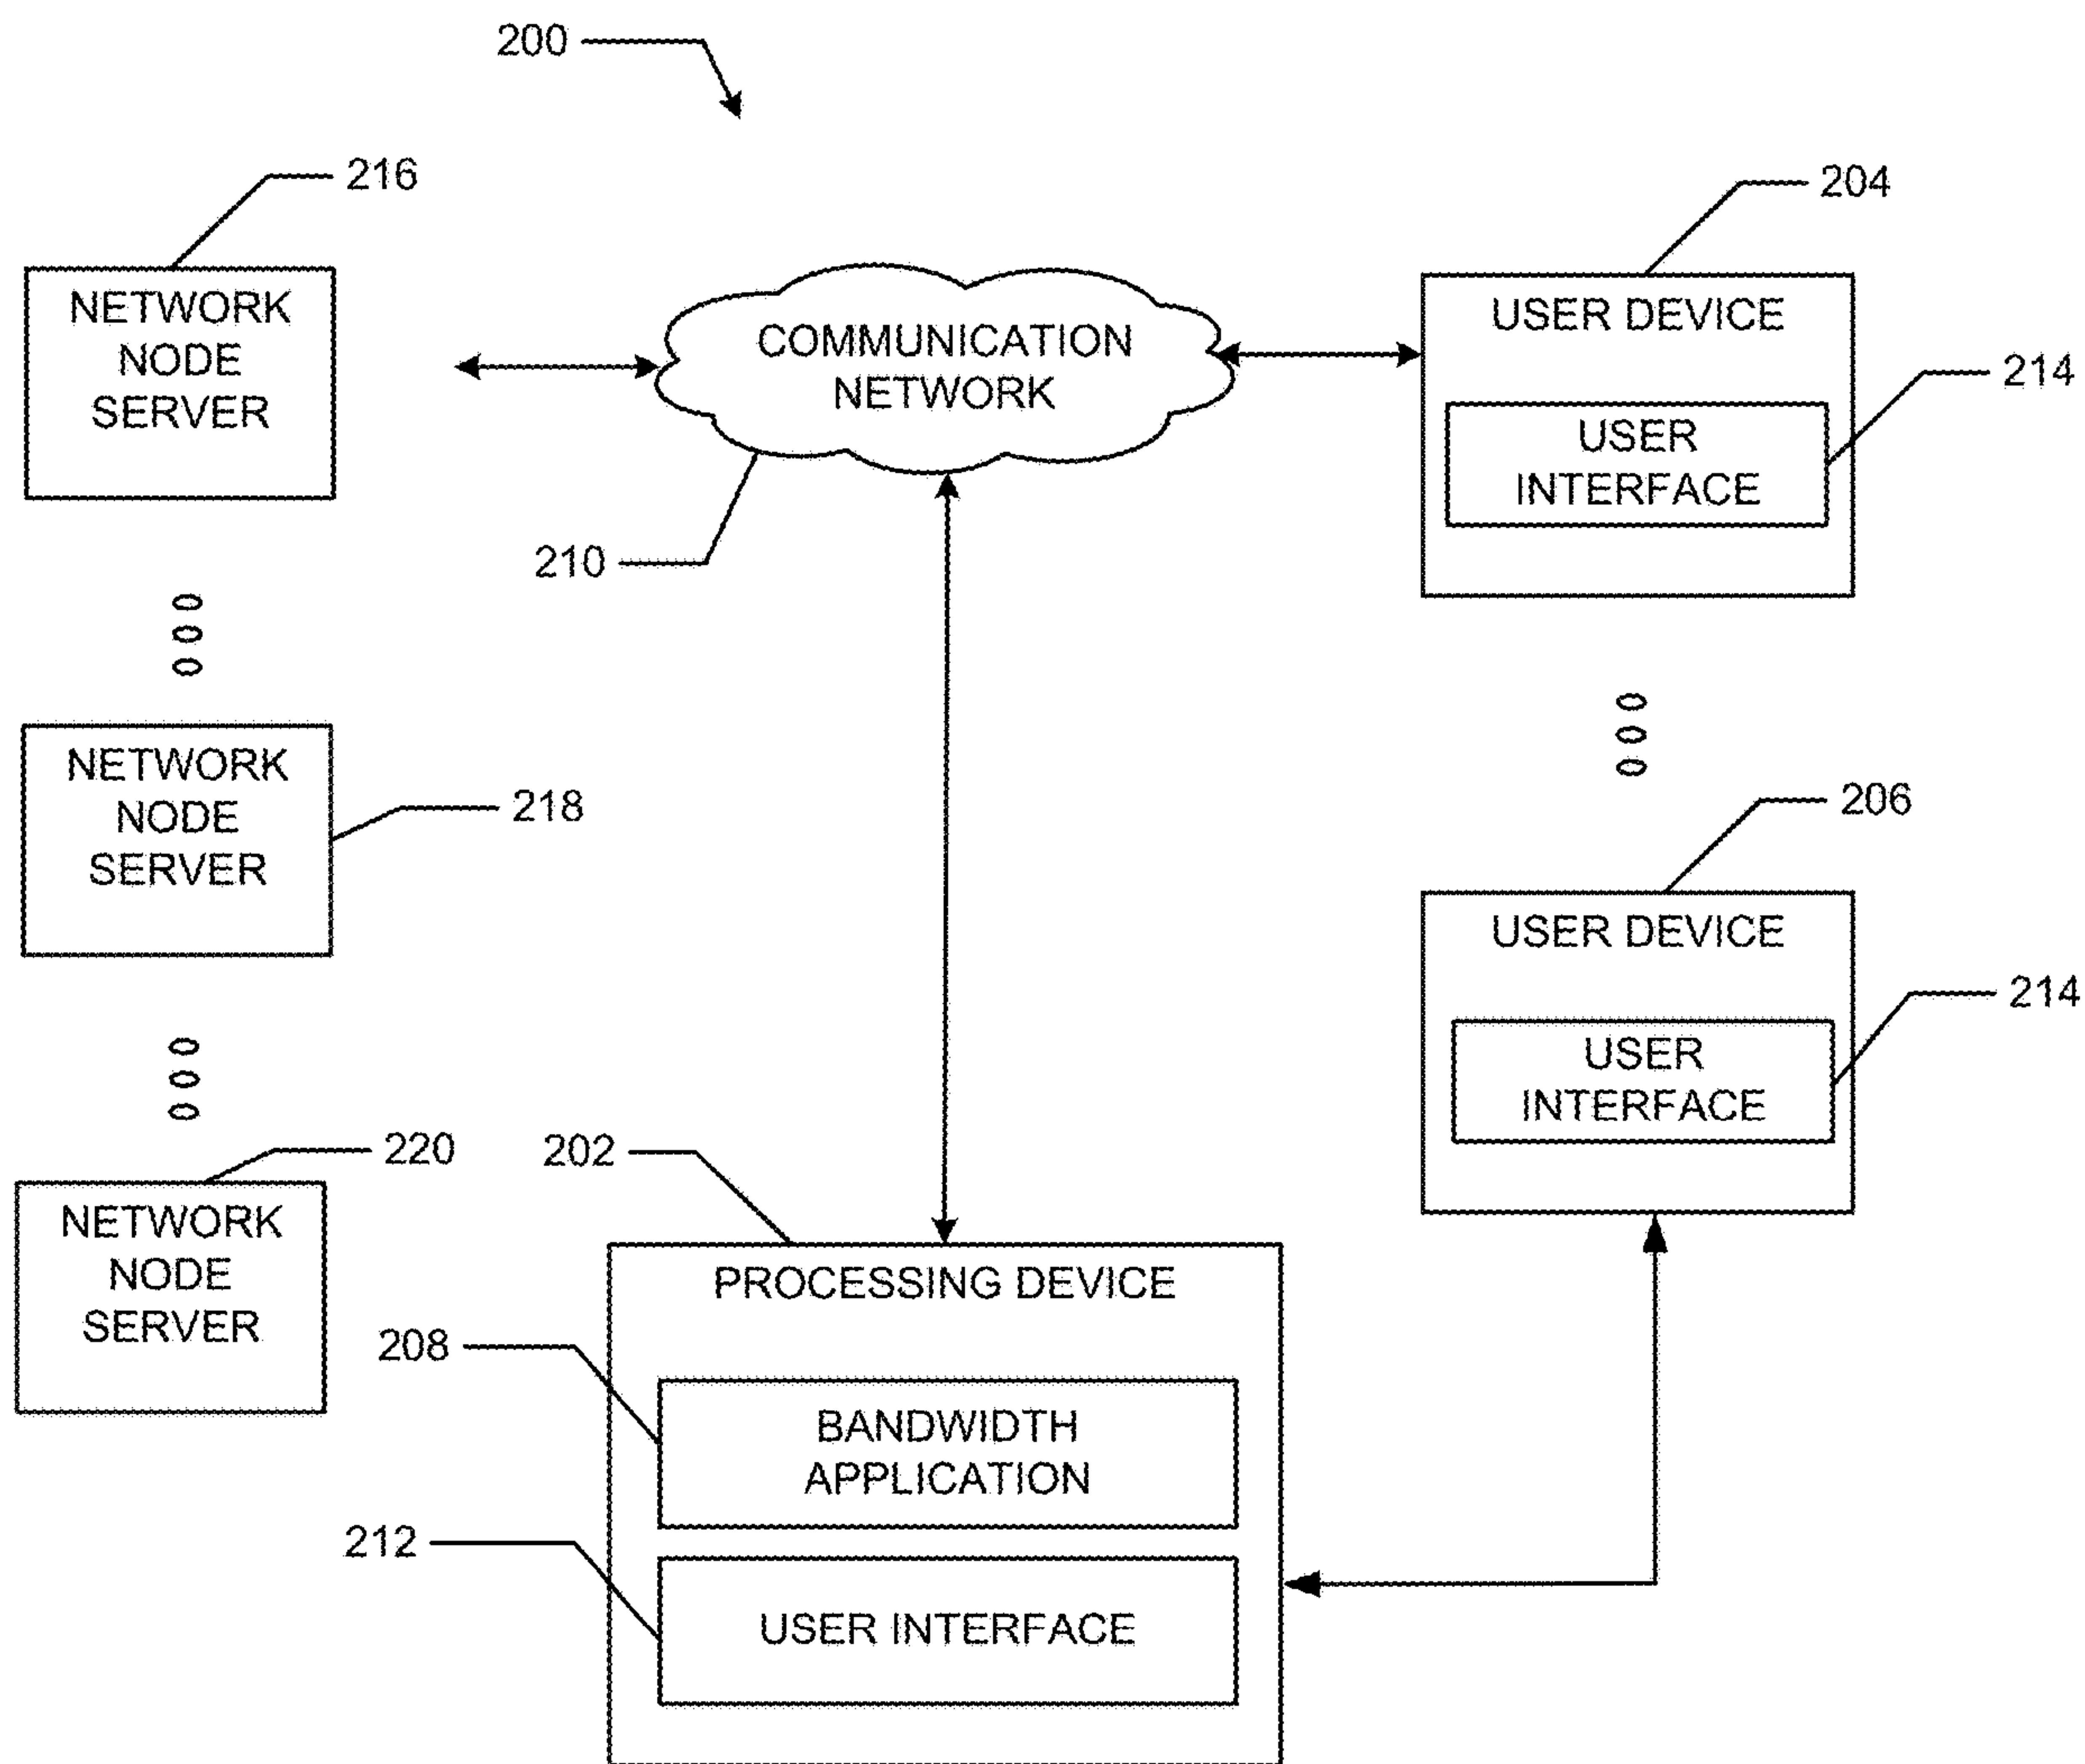 200
216
204
NETWORK
NODE
SERVER
COMMUNICATION
NETWORK
USER DEVICE
214
USER
INTERFACE
210
NETWORK
NODE
SERVER
218
206
USER DEVICE
214
USER
INTERFACE
220
202
NETWORK
NODE
SERVER
PROCESSING DEVICE
208
BANDWIDTH
APPLICATION
212
USER INTERFACE